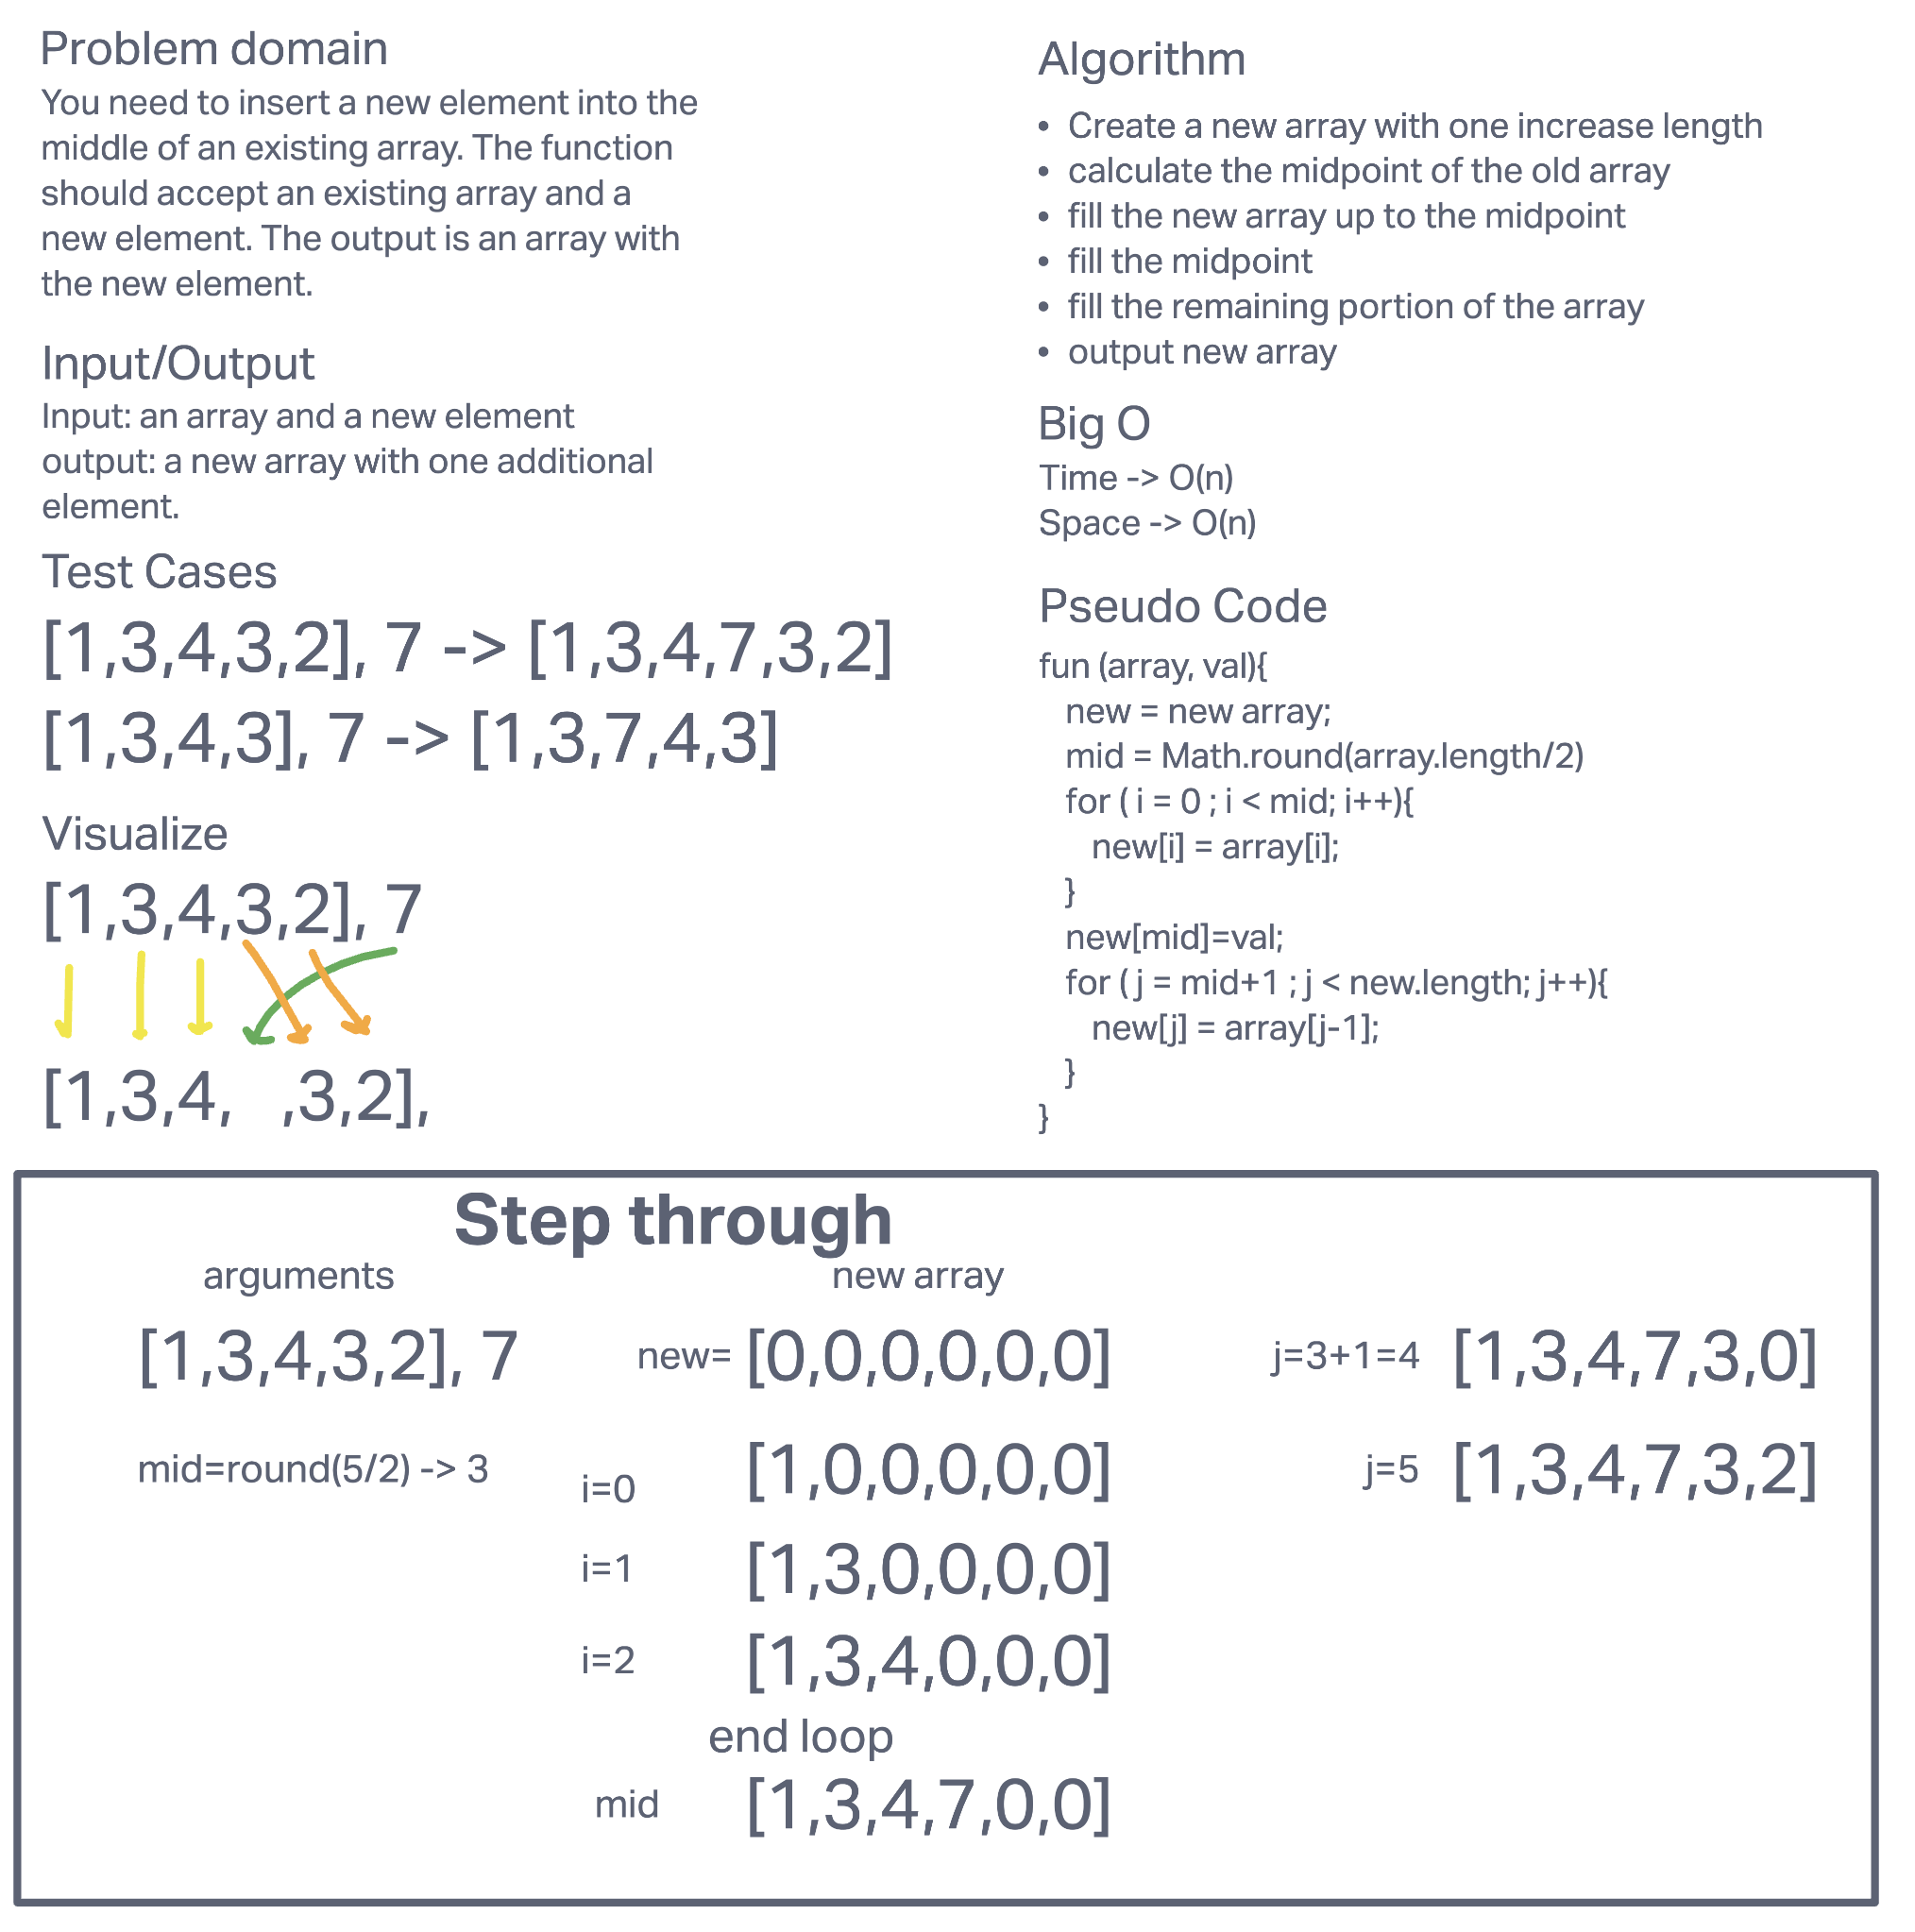 Problem domain
You need to insert a new element into the
middle of an existing array. The function
should accept an existing array and a
new element. The output is an array with
the new element.
Input/Output
Input: an array and a new element
output: a new array with one additional
element.
Test Cases
[1,3,4,3,2], 7 -> [1,3,4,7,3,2]
[1,3,4,3], 7 -> [1,3,7,4,3]
Visualize
[1,3,4,3,2], 7
[1,3,4, ,3,2],
Algorithm
• Create a new array with one increase length
• calculate the midpoint of the old array
• fill the new array up to the midpoint
• fill the midpoint
• fill the remaining portion of the array
• output new array
Big O
Time -> O(n)
Space -> O(n)
Pseudo Code
fun (array, val){
new = new array;
mid = Math.round(array.length/2)
for ( i = 0 ; i < mid; i++){
new[i] = array[i];
}
new[mid]=val;
for ( j = mid+1 ; j < new.length; j++){
new[j] = array[j-1];
}
}
Step through
arguments
[1,3,4,3,2], 7
mid=round(5/2) -> 3
new array
new= [0,0,0,0,0,0]
i=0 [1,0,0,0,0,0]
i=1 [1,3,0,0,0,0]
i=2 [1,3,4,0,0,0]
end loop
mid [1,3,4,7,0,0]
j=3+1=4 [1,3,4,7,3,0]
j=5 [1,3,4,7,3,2]